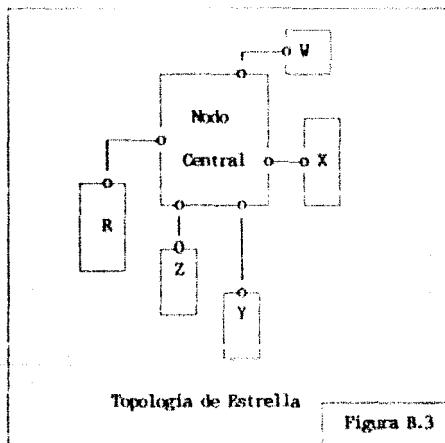 W
Nodo
Central
X
R
Z
Y
Topología de Estrella
Figura B.3